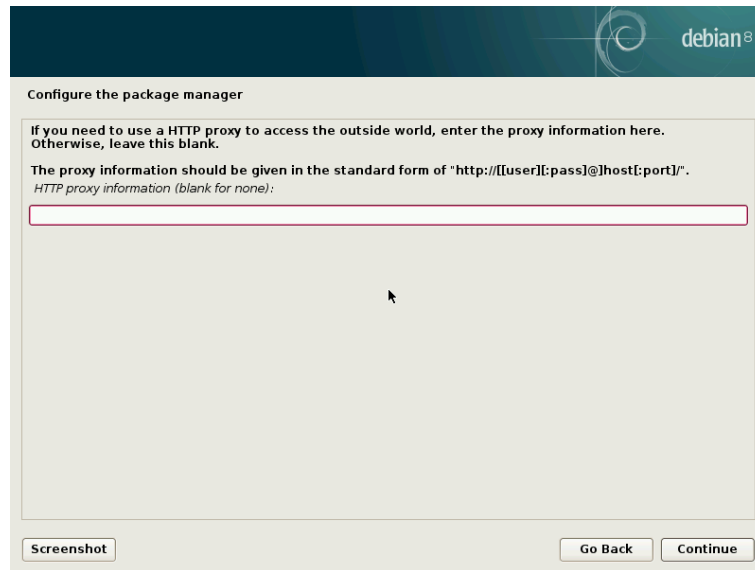 debian 8
Configure the package manager
If you need to use a HTTP proxy to access the outside world, enter the proxy information here.
Otherwise, leave this blank.
The proxy information should be given in the standard form of "http://[[user][:pass]@]host[:port]/".
HTTP proxy information (blank for none):
Screenshot
Go Back
Continue